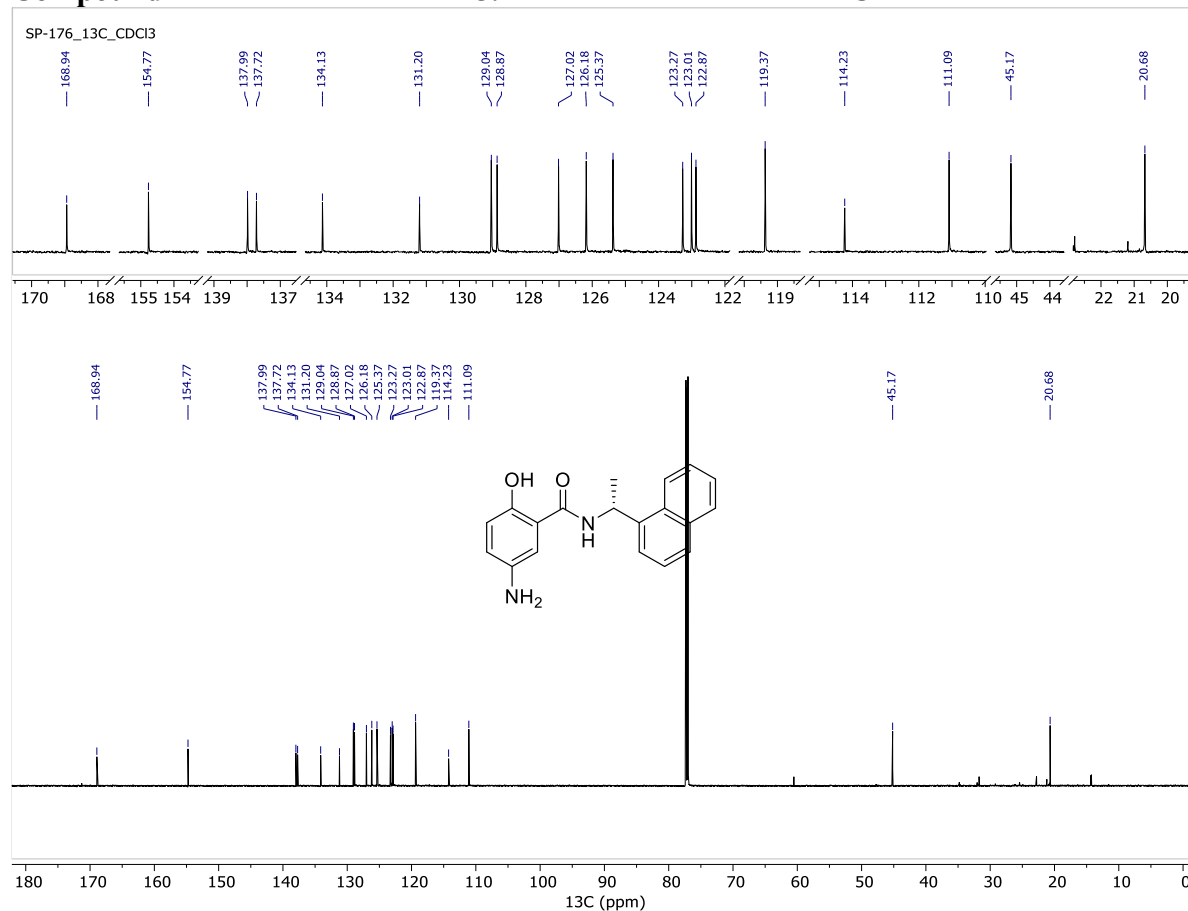 SP-176_13C_CDCl3
168.94 154.77 137.99 137.72 134.13 131.20 129.04 128.87 127.02 126.18 125.37 123.27 123.01 122.87 119.37 114.23 111.09 45.17 20.68
170 168 155 154 139 137 134 132 130 128 126 124 122 119 114 111 110 45 44 22 21 20
168.94 154.77 137.99 137.72 134.13 131.20 129.04 128.87 127.02 126.18 125.37 123.27 123.01 122.87 119.37 114.23 111.09 45.17 20.68
OH O
N
H
NH2
180 170 160 150 140 130 120 110 100 90 80 70 60 50 40 30 20 10 0
13C (ppm)